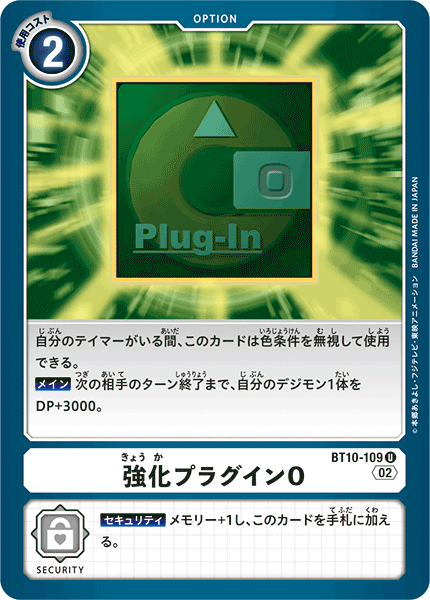 OPTION
使用コスト
2
O
Plug-In
自分のテイマーがいる間、このカードは色条件を無視して使用
できる。
メイン 次の相手のターン終了まで、自分のデジモン1体を
DP+3000。
©本郷あきよし・フジテレビ・東映アニメーション BANDAI MADE IN JAPAN
BT10-109 U
きょうか
強化プラグインO
02
セキュリティ メモリー+1し、このカードを手札に加え
る。
SECURITY